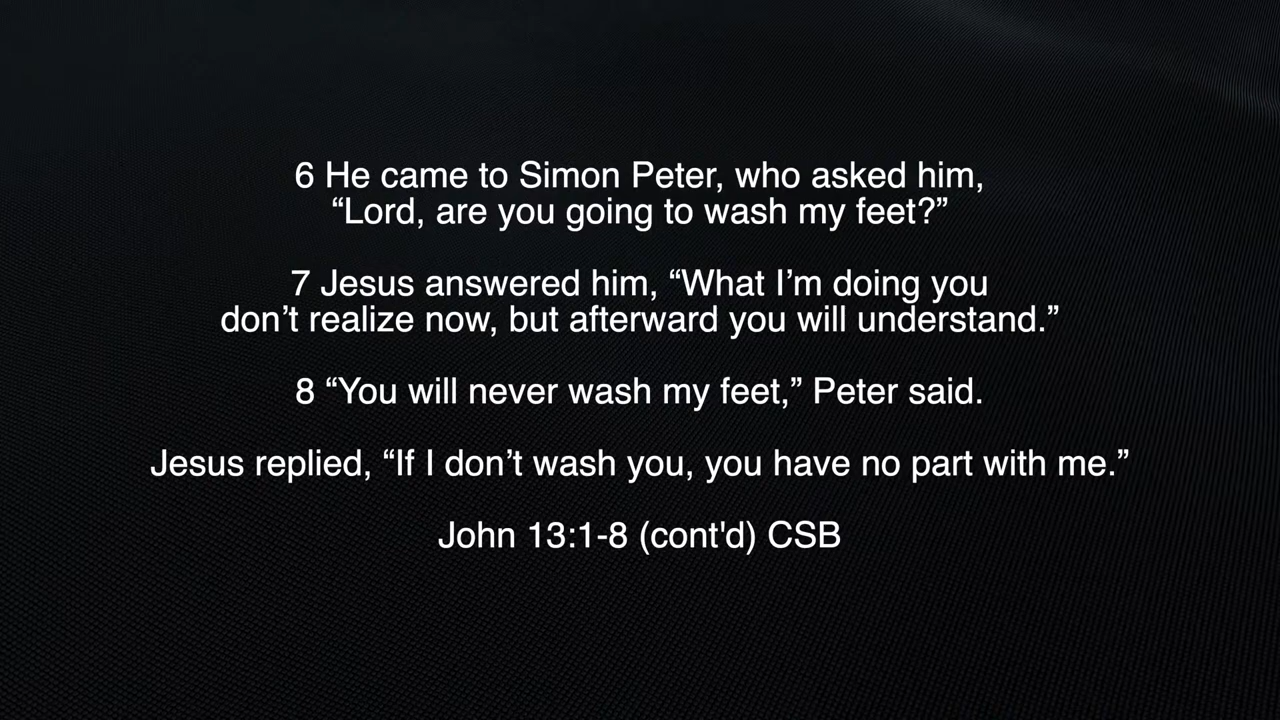 6 He came to Simon Peter, who asked him,
“Lord, are you going to wash my feet?”
7 Jesus answered him, “What I’m doing you
don’t realize now, but afterward you will understand.”
8 “You will never wash my feet,” Peter said.
Jesus replied, “If I don’t wash you, you have no part with me.”
John 13:1-8 (cont'd) CSB